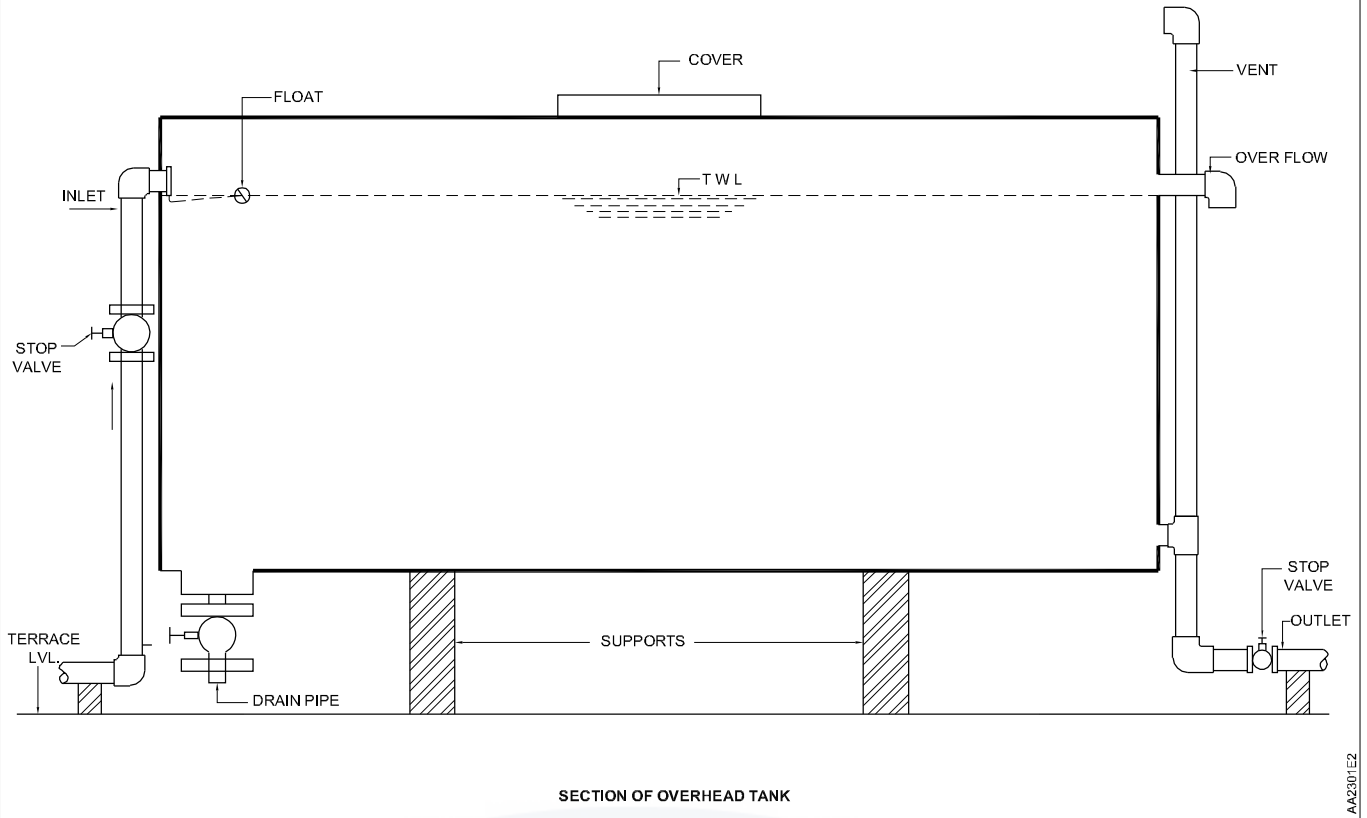 COVER
VENT
FLOAT
OVER FLOW
T W L
INLET
STOP
VALVE
STOP
VALVE
OUTLET
TERRACE
LVL.
SUPPORTS
DRAIN PIPE
SECTION OF OVERHEAD TANK
AA2301E2